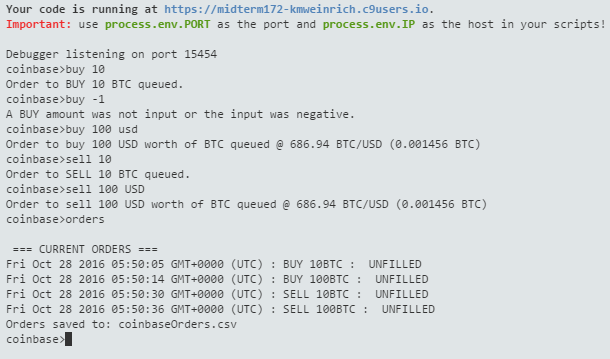 Your code is running at https://midterm172-kmweinrich.c9users.io.
Important: use process.env.PORT as the port and process.env.IP as the host in your scripts!
Debugger listening on port 15454
coinbase>buy 10
Order to BUY 10 BTC queued.
coinbase>buy -1
A BUY amount was not input or the input was negative.
coinbase>buy 100 usd
Order to buy 100 USD worth of BTC queued @ 686.94 BTC/USD (0.001456 BTC)
coinbase>sell 10
Order to SELL 10 BTC queued.
coinbase>sell 100 USD
Order to sell 100 USD worth of BTC queued @ 686.94 BTC/USD (0.001456 BTC)
coinbase>orders
=== CURRENT ORDERS ===
Fri Oct 28 2016 05:50:05 GMT+0000 (UTC) : BUY 10BTC :  UNFILLED
Fri Oct 28 2016 05:50:14 GMT+0000 (UTC) : BUY 100BTC :  UNFILLED
Fri Oct 28 2016 05:50:30 GMT+0000 (UTC) : SELL 10BTC :  UNFILLED
Fri Oct 28 2016 05:50:36 GMT+0000 (UTC) : SELL 100BTC :  UNFILLED
Orders saved to: coinbaseOrders.csv
coinbase>